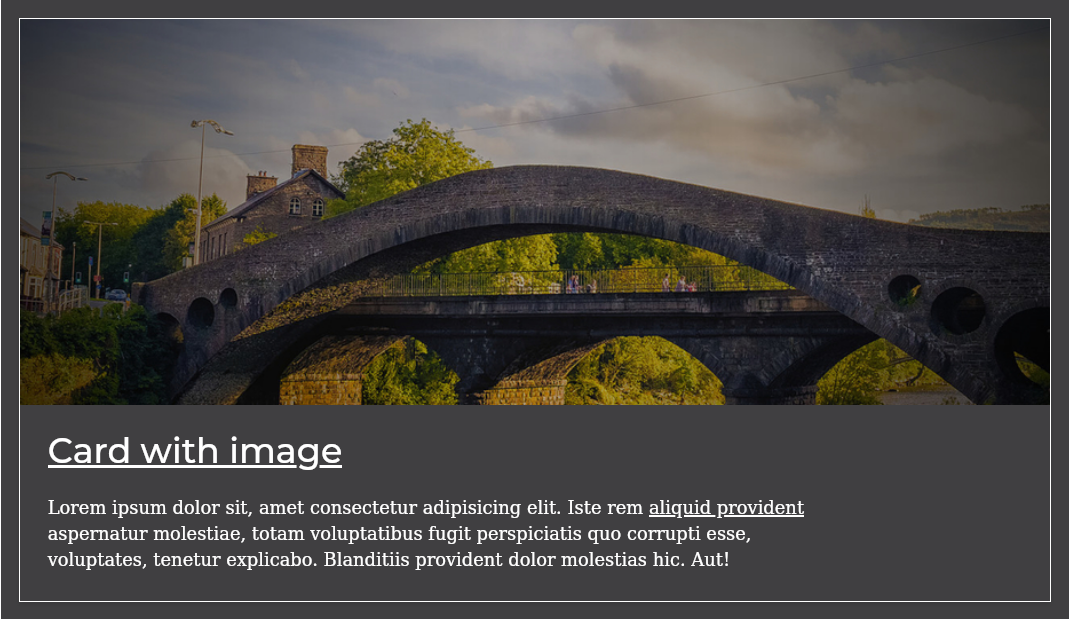 Card with image
Lorem ipsum dolor sit, amet consectetur adipisicing elit. Iste rem aliquid provident
aspernatur molestiae, totam voluptatibus fugit perspiciatis quo corrupti esse,
voluptates, tenetur explicabo. Blanditiis provident dolor molestias hic. Aut!